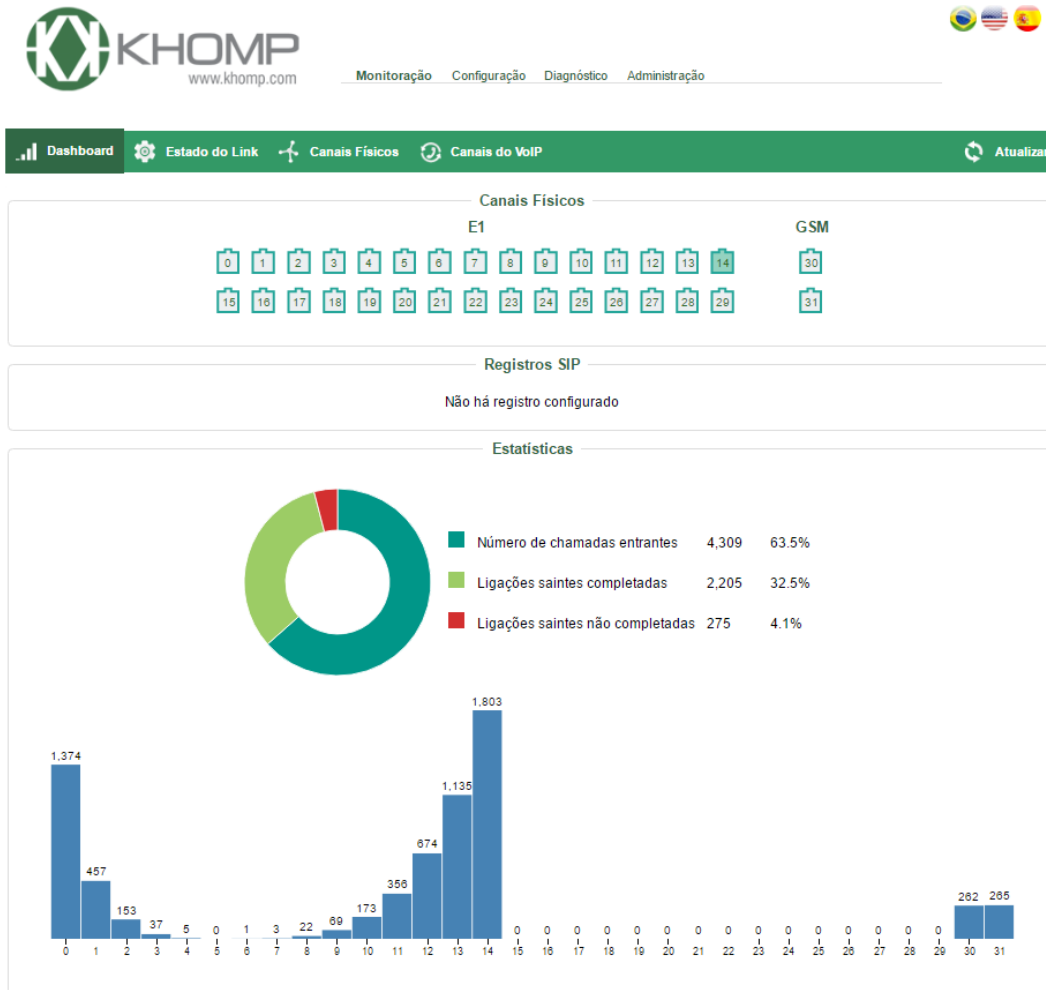 KHOMP
www.khomp.com
Monitoração Configuração Diagnóstico Administração
Dashboard Estado do Link Canais Físicos Canais do VoIP Atualizar
Canais Físicos
E1 GSM
0 1 2 3 4 5 6 7 8 9 10 11 12 13 14 30
15 16 17 18 19 20 21 22 23 24 25 26 27 28 29 31
Registros SIP
Não há registro configurado
Estatísticas
Número de chamadas entrantes 4,309 63.5%
Ligações saintes completadas 2,205 32.5%
Ligações saintes não completadas 275 4.1%
1,374 457 153 37 5 0 1 3 22 69 173 356 674 1,135 1,803 0 0 0 0 0 0 0 0 0 0 0 0 0 0 0 262 265
0 1 2 3 4 5 6 7 8 9 10 11 12 13 14 15 16 17 18 19 20 21 22 23 24 25 26 27 28 29 30 31